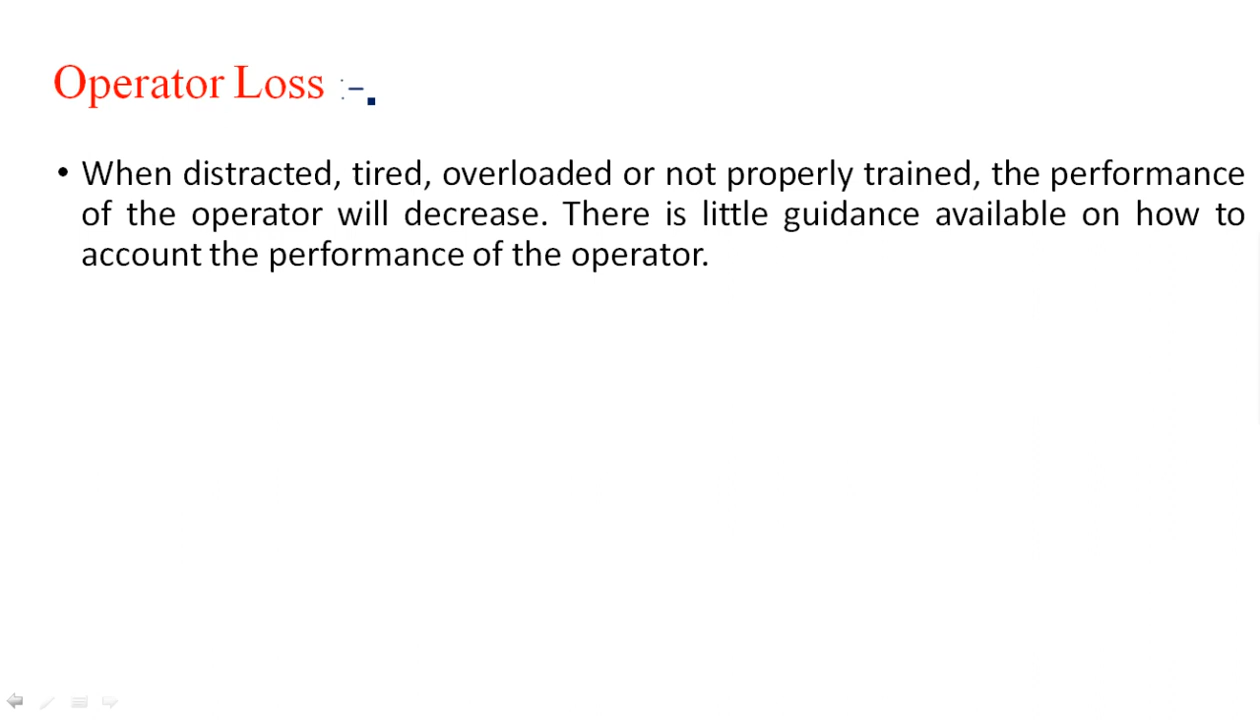 Operator Loss :-
• When distracted, tired, overloaded or not properly trained, the performance
of the operator will decrease. There is little guidance available on how to
account the performance of the operator.